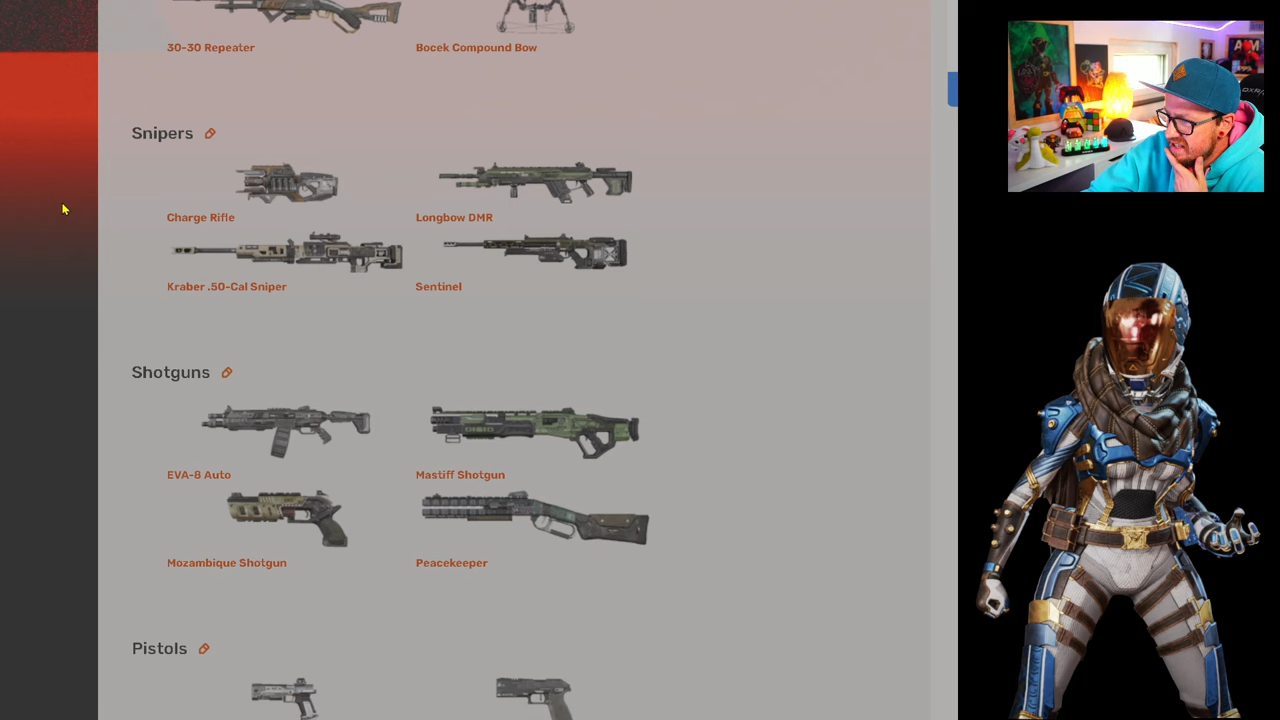 30-30 Repeater
Bocek Compound Bow
Snipers
Charge Rifle
Longbow DMR
Kraber .50-Cal Sniper
Sentinel
Shotguns
EVA-8 Auto
Mastiff Shotgun
Mozambique Shotgun
Peacekeeper
Pistols